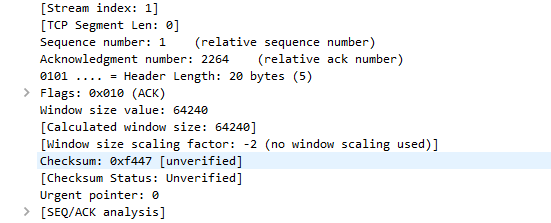 [Stream index: 1]
[TCP Segment Len: 0]
Sequence number: 1    (relative sequence number)
Acknowledgment number: 2264    (relative ack number)
0101 .... = Header Length: 20 bytes (5)
Flags: 0x010 (ACK)
Window size value: 64240
[Calculated window size: 64240]
[Window size scaling factor: -2 (no window scaling used)]
Checksum: 0xf447 [unverified]
[Checksum Status: Unverified]
Urgent pointer: 0
[SEQ/ACK analysis]